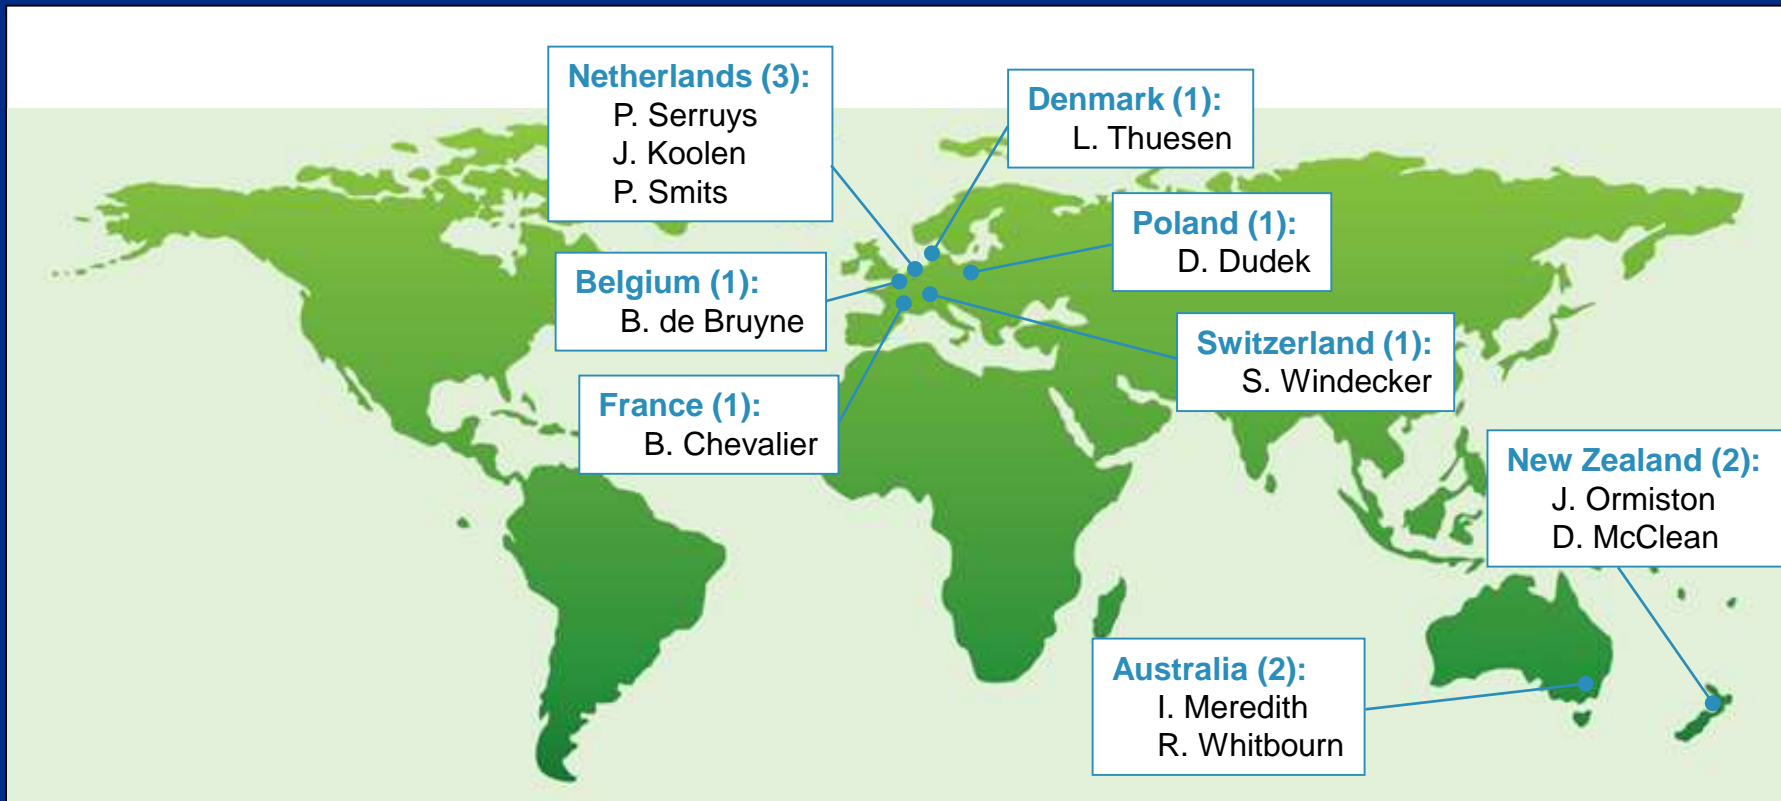 Netherlands (3):
P. Serruys
J. Koolen
P. Smits
Denmark (1):
L. Thuesen
Poland (1):
D. Dudek
Belgium (1):
B. de Bruyne
Switzerland (1):
S. Windecker
France (1):
B. Chevalier
New Zealand (2):
J. Ormiston
D. McClean
Australia (2):
I. Meredith
R. Whitbourn